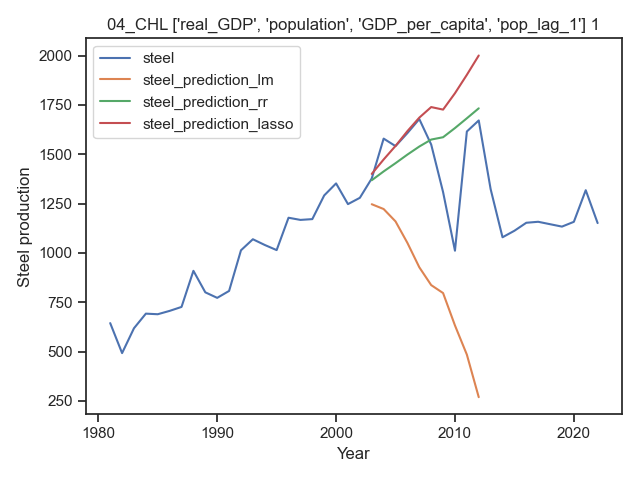 04_CHL ['real_GDP', 'population', 'GDP_per_capita', 'pop_lag_1'] 1
steel
steel_prediction_lm
steel_prediction_rr
steel_prediction_lasso
Steel production
2000
1750
1500
1250
1000
750
500
250
1980
1990
2000
2010
2020
Year